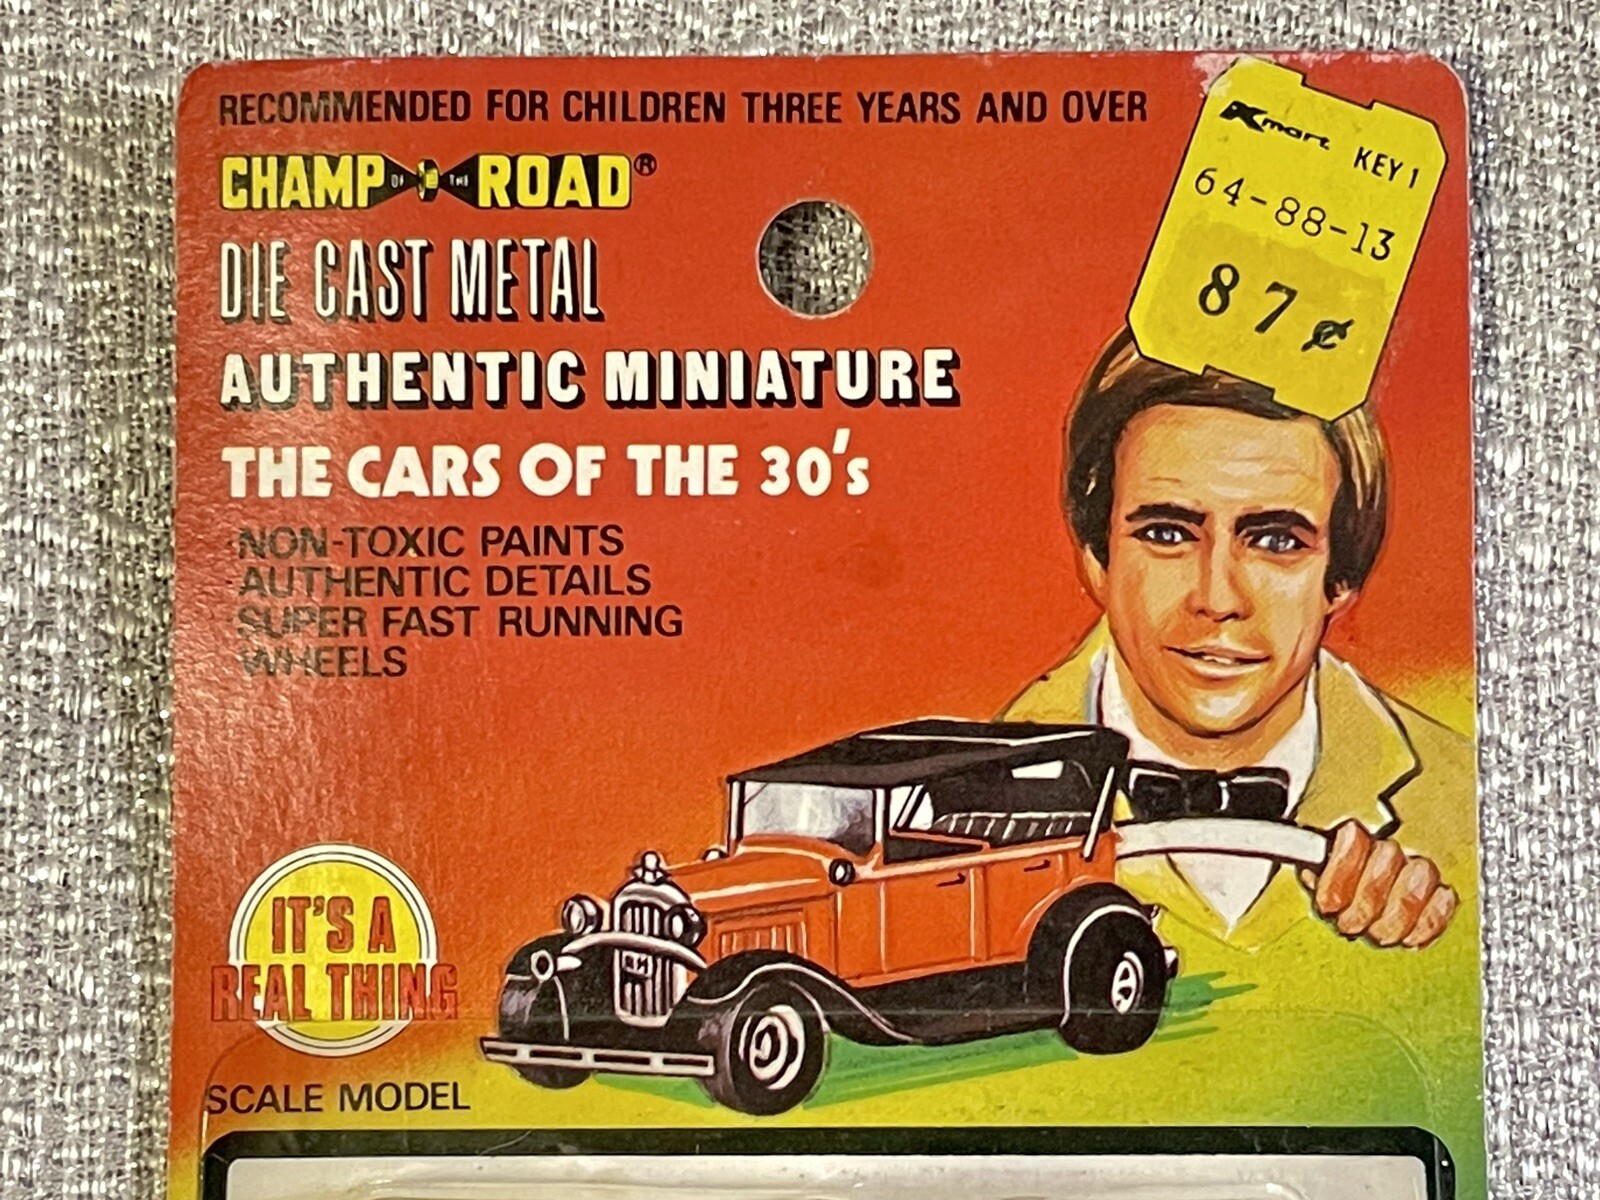 RECOMMENDED FOR CHILDREN THREE YEARS AND OVER
CHAMP OF THE ROAD®
DIE CAST METAL
AUTHENTIC MINIATURE
THE CARS OF THE 30's
NON-TOXIC PAINTS
AUTHENTIC DETAILS
SUPER FAST RUNNING
WHEELS
Kmart KEY 1
64-88-13
87¢
IT'S A
REAL THING
SCALE MODEL